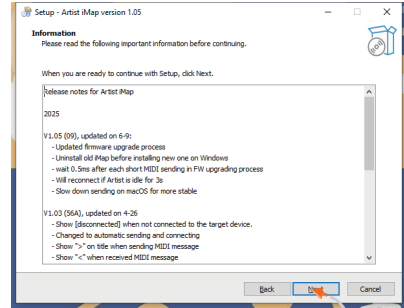 Setup - Artist iMap version 1.05
Information
Please read the following important information before continuing.
When you are ready to continue with Setup, click Next.
Release notes for Artist iMap
2025
V1.05 (09), updated on 6-9:
- Updated firmware upgrade process
- Uninstall old iMap before installing new one on Windows
- wait 0.5ms after each short MIDI sending in FW upgrading process
- Will reconnect if Artist is idle for 3s
- Slow down sending on macOS for more stable
V1.03 (56A), updated on 4-26
- Show [disconnected] when not connected to the target device.
- Changed to automatic sending and connecting
- Show ">" on title when sending MIDI message
- Show "<" when received MIDI message
Back
Next
Cancel